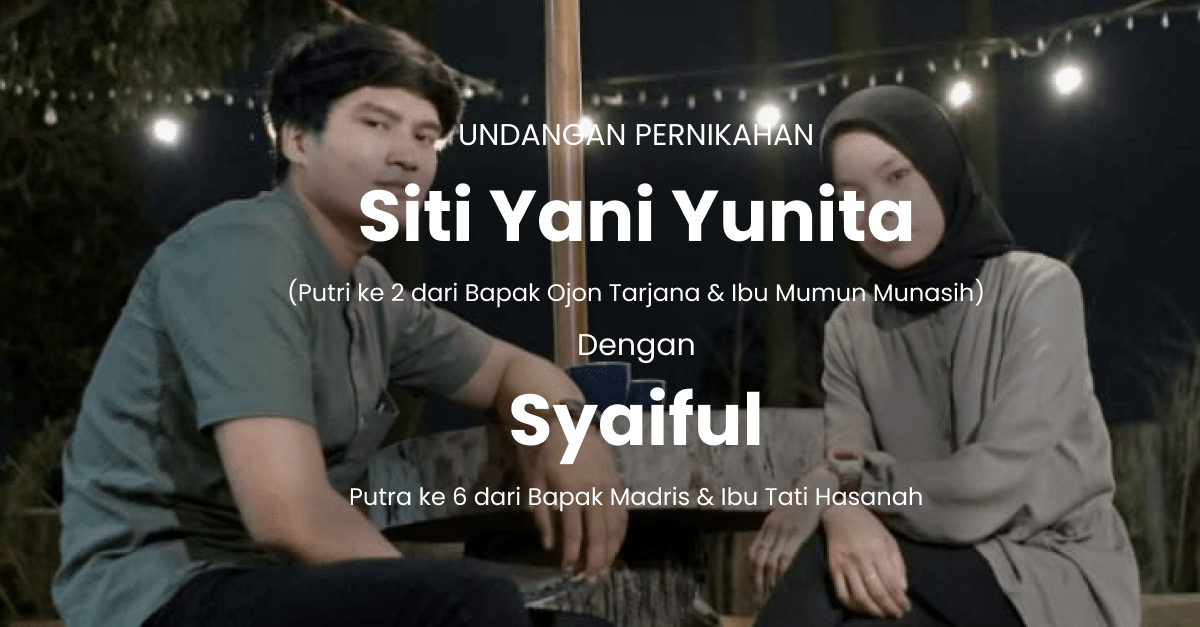 UNDANGAN PERNIKAHAN
Siti Yani Yunita
(Putri ke 2 dari Bapak Ojon Tarjana & Ibu Mumun Munasih)
Dengan
Syaiful
Putra ke 6 dari Bapak Madris & Ibu Tati Hasanah